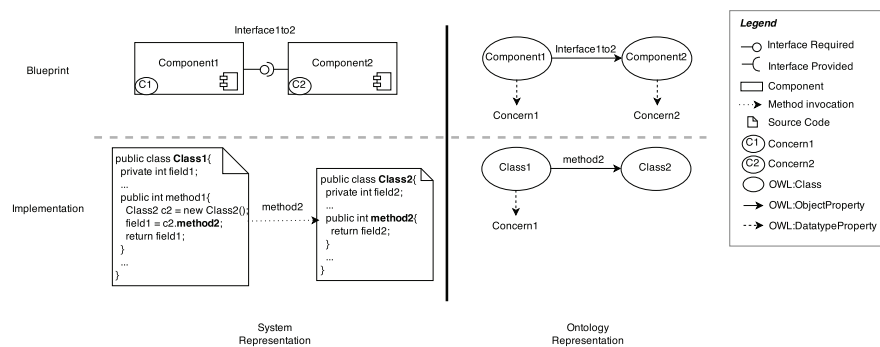 Interface1to2
Blueprint
Component1
C1
Component2
C2
Component1
Interface1to2
Component2
Concern1
Concern2
Implementation
public class Class1{
private int field1;
...
public int method1{
Class2 c2 = new Class2();
field1 = c2.method2;
return field1;
}
...
}
method2
public class Class2{
private int field2;
...
public int method2{
return field2;
}
...
}
Class1
method2
Class2
Concern1
System
Representation
Ontology
Representation
Legend
Interface Required
Interface Provided
Component
Method invocation
Source Code
C1 Concern1
C2 Concern2
OWL:Class
OWL:ObjectProperty
OWL:DatatypeProperty